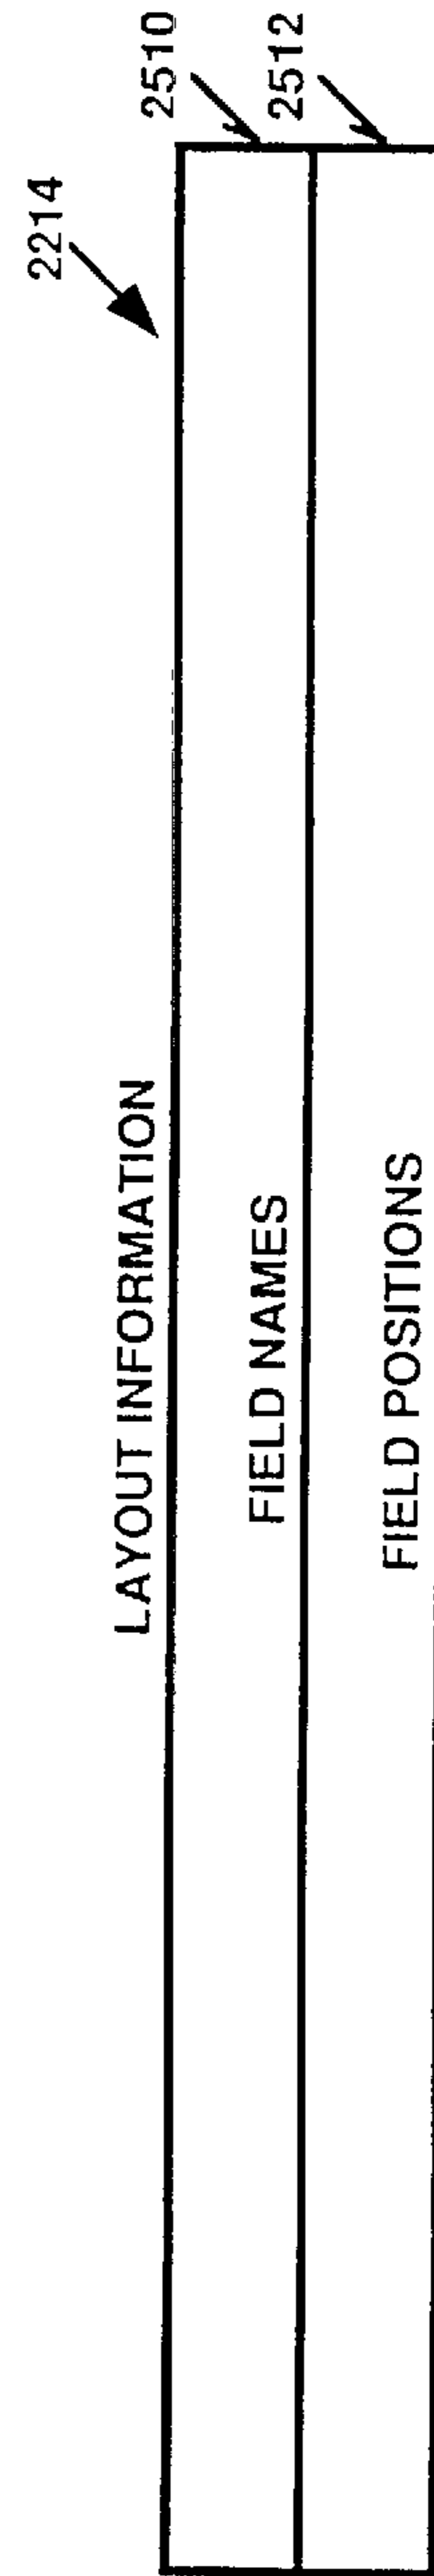 2214
LAYOUT INFORMATION
2510
FIELD NAMES
2512
FIELD POSITIONS